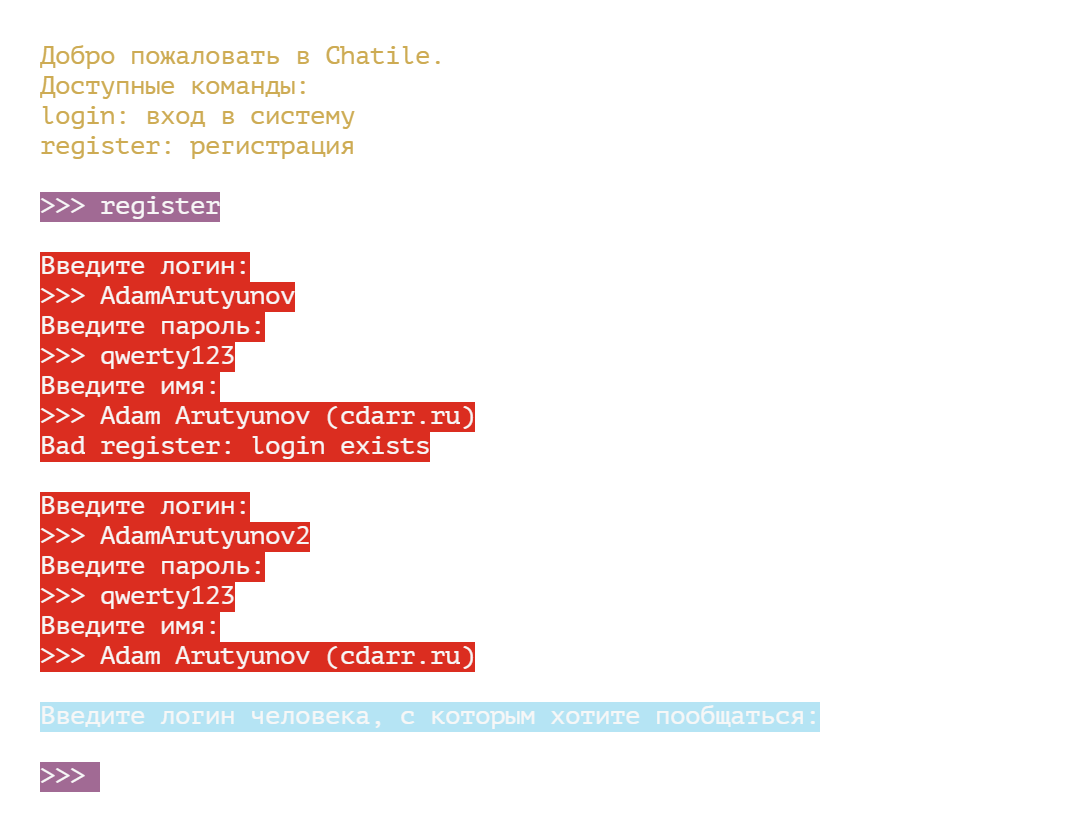 Добро пожаловать в Chatile.
Доступные команды:
login: вход в систему
register: регистрация
>>> register
Введите логин:
>>> AdamArutyunov
Введите пароль:
>>> qwerty123
Введите имя:
>>> Adam Arutyunov (cdarr.ru)
Bad register: login exists
Введите логин:
>>> AdamArutyunov2
Введите пароль:
>>> qwerty123
Введите имя:
>>> Adam Arutyunov (cdarr.ru)
Введите логин человека, с которым хотите пообщаться:
>>>